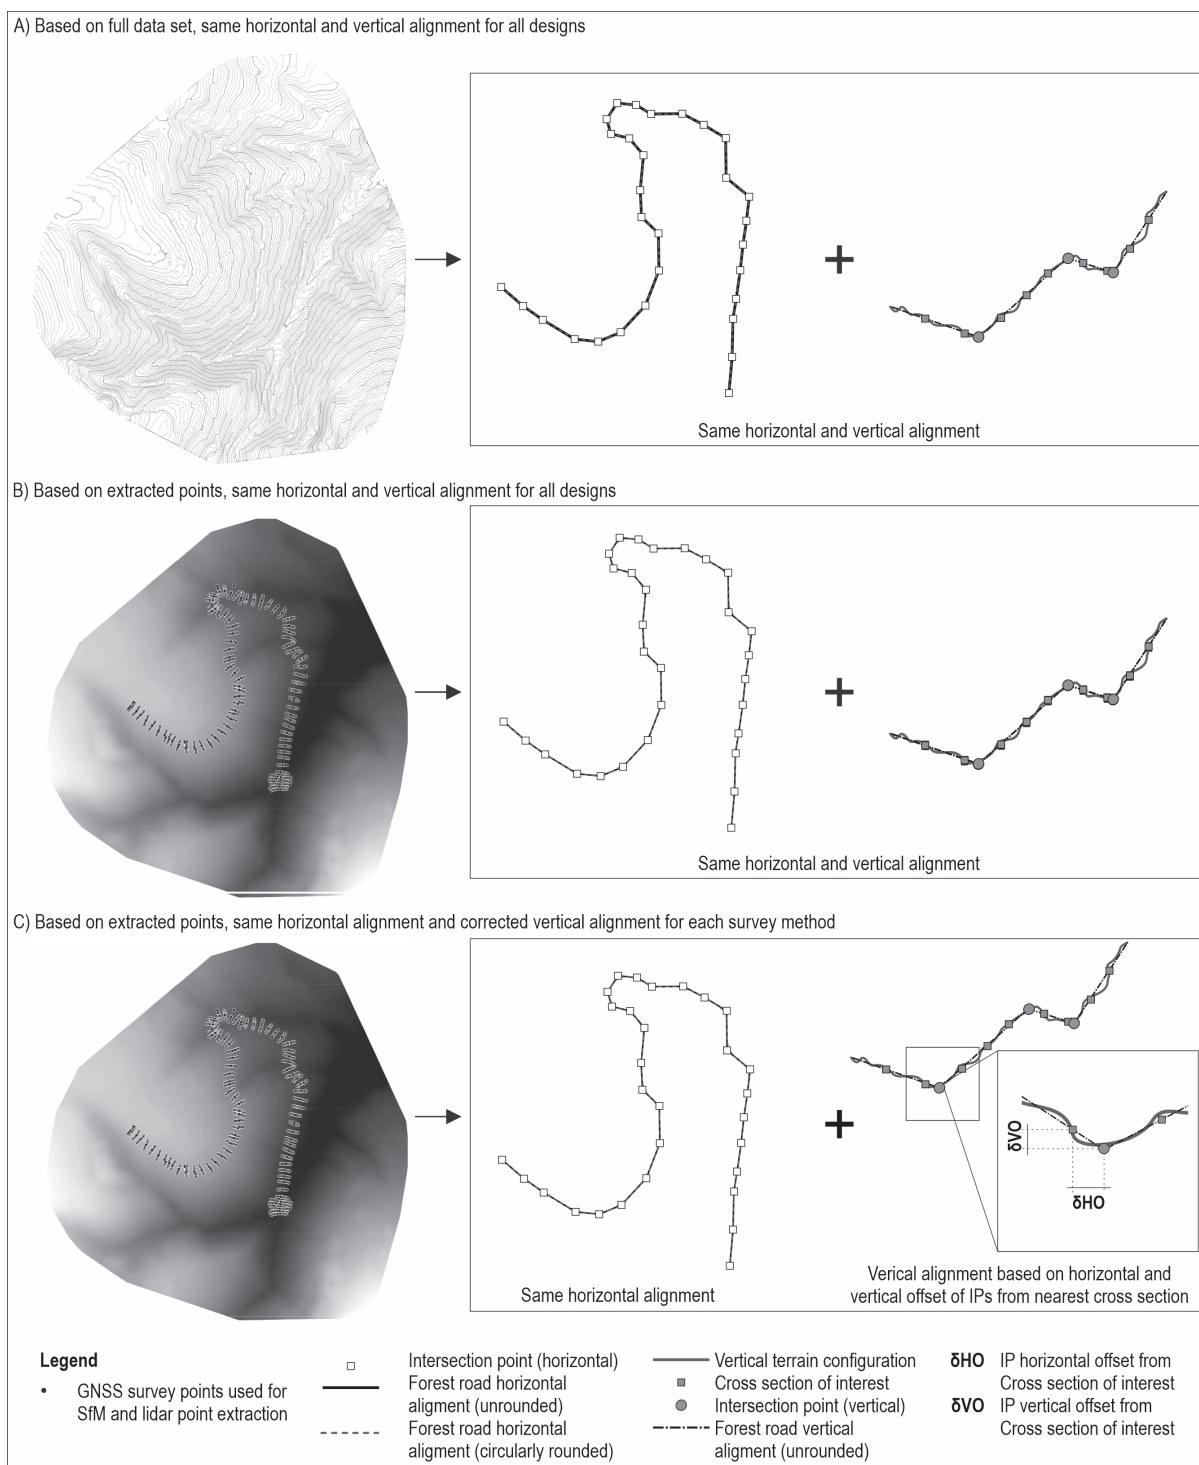 A) Based on full data set, same horizontal and vertical alignment for all designs
Same horizontal and vertical alignment
B) Based on extracted points, same horizontal and vertical alignment for all designs
Same horizontal and vertical alignment
C) Based on extracted points, same horizontal alignment and corrected vertical alignment for each survey method
δVO
δHO
Same horizontal alignment
Verical alignment based on horizontal and
vertical offset of IPs from nearest cross section
Legend
GNSS survey points used for
SfM and lidar point extraction
Intersection point (horizontal)
Forest road horizontal
aligment (unrounded)
Forest road horizontal
aligment (circularly rounded)
Vertical terrain configuration
Cross section of interest
Intersection point (vertical)
Forest road vertical
aligment (unrounded)
δHO IP horizontal offset from
Cross section of interest
δVO IP vertical offset from
Cross section of interest